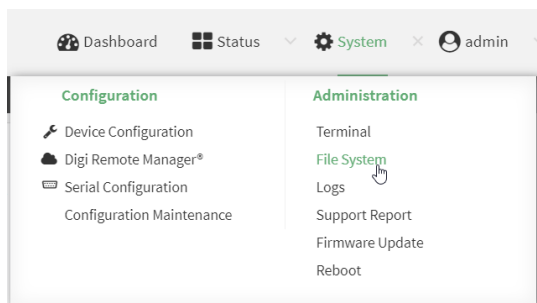 Dashboard Status System admin
Configuration
Device Configuration
Digi Remote Manager®
Serial Configuration
Configuration Maintenance
Administration
Terminal
File System
Logs
Support Report
Firmware Update
Reboot